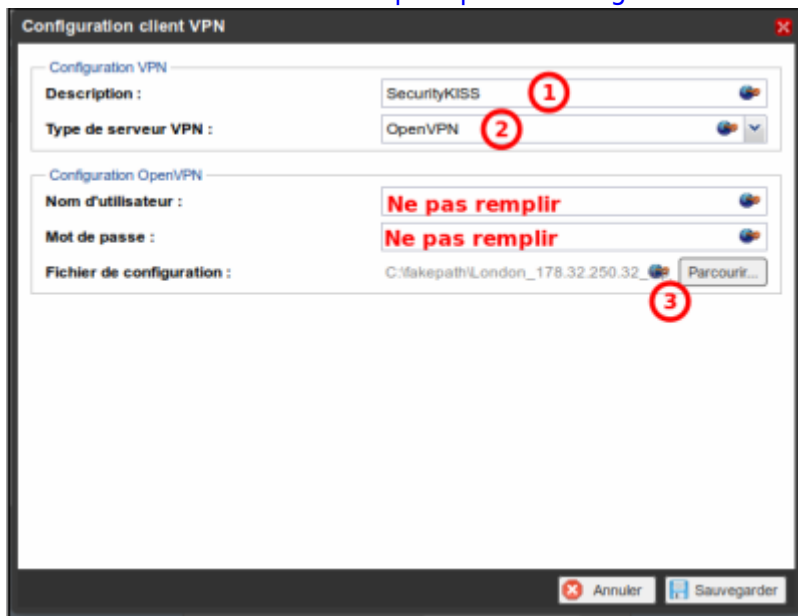 Configuration client VPN
Configuration VPN
Description :
SecurityKISS
1
Type de serveur VPN :
OpenVPN
2
Configuration OpenVPN
Nom d'utilisateur :
Ne pas remplir
Mot de passe :
Ne pas remplir
Fichier de configuration :
C:\fakepath\London_178.32.250.32_
Parcourir...
3
Annuler
Sauvegarder